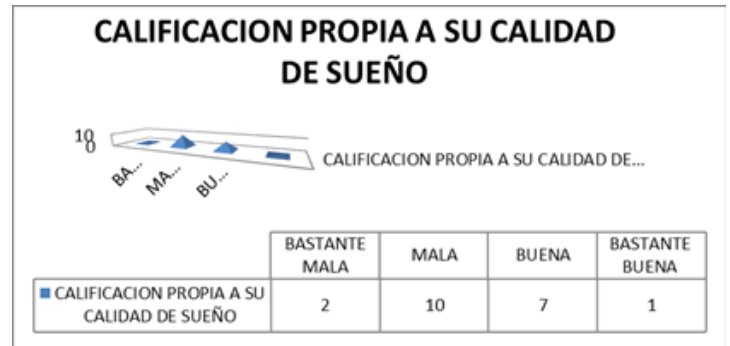 CALIFICACION PROPIA A SU CALIDAD
DE SUEÑO
10
0
BA...
MA...
BU...
CALIFICACION PROPIA A SU CALIDAD DE...
BASTANTE MALA
MALA
BUENA
BASTANTE BUENA
CALIFICACION PROPIA A SU CALIDAD DE SUEÑO
2
10
7
1